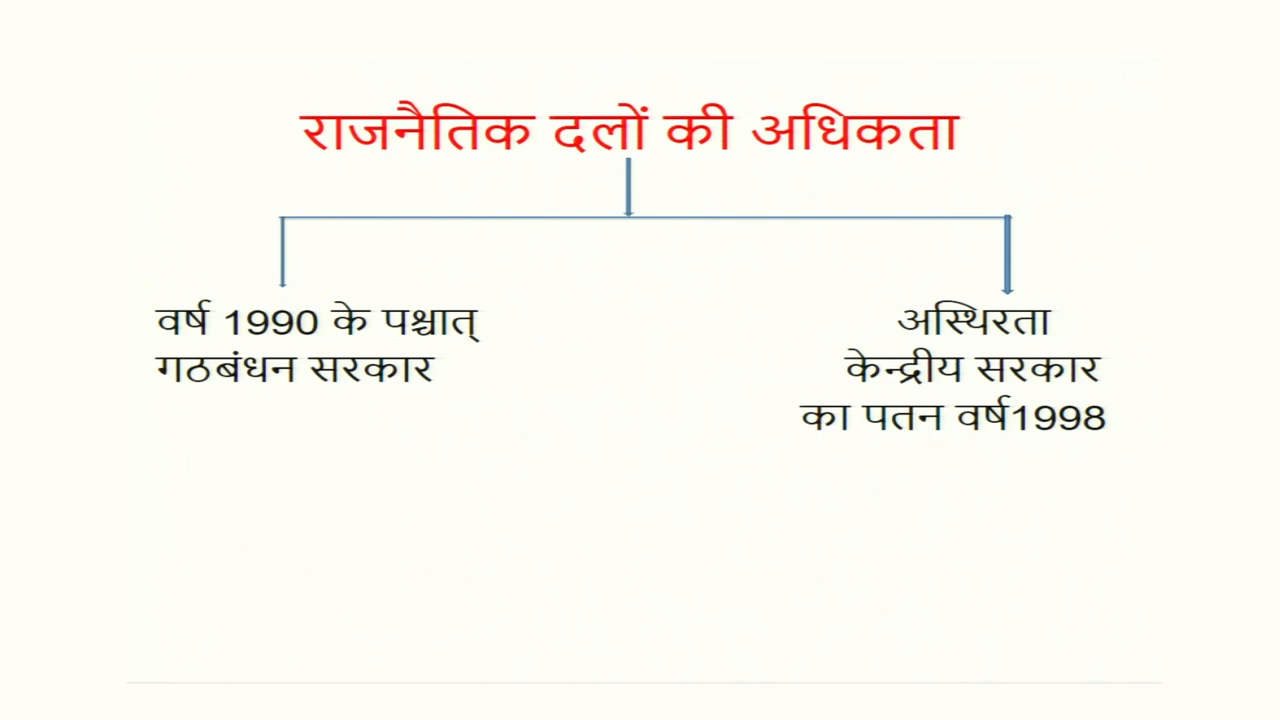 राजनैतिक दलों की अधिकता
वर्ष 1990 के पश्चात्
गठबंधन सरकार
अस्थिरता
केन्द्रीय सरकार
का पतन वर्ष1998